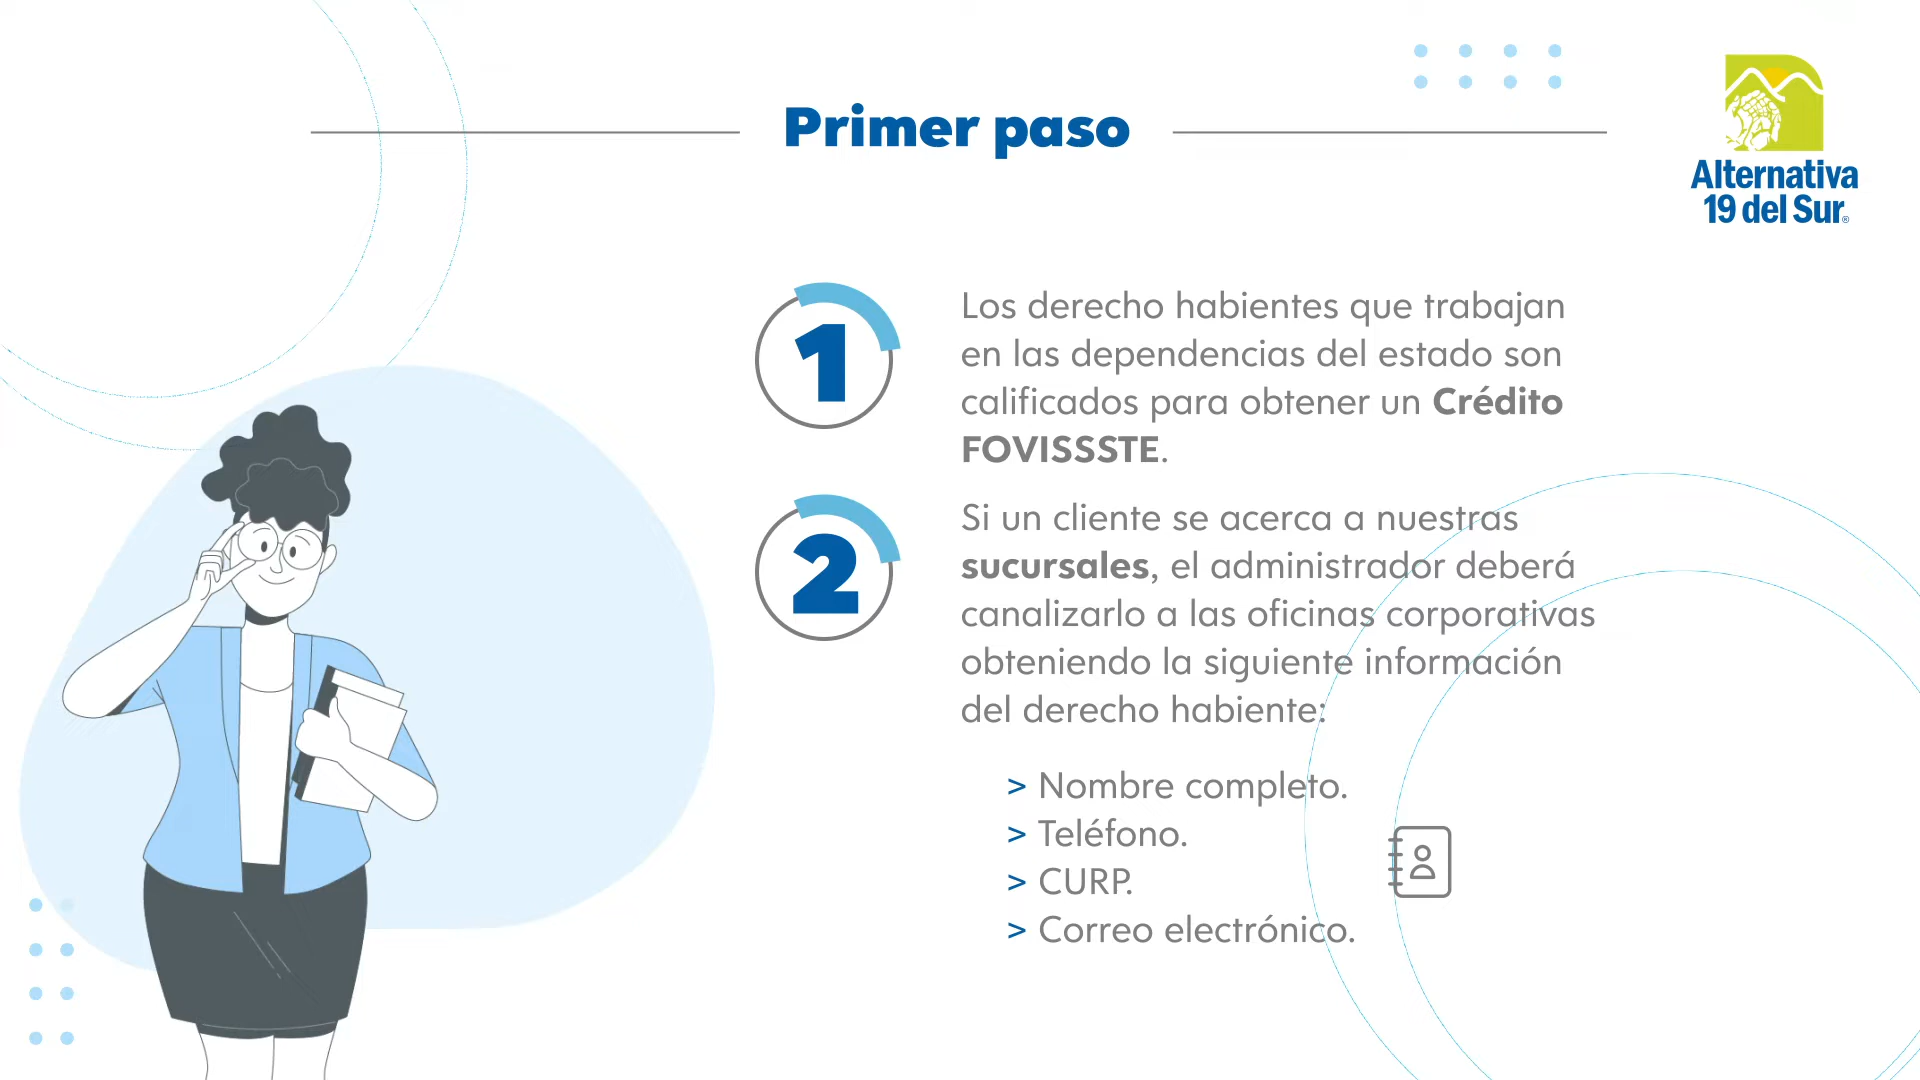 Primer paso
Alternativa
19 del Sur®
1
Los derecho habientes que trabajan
en las dependencias del estado son
calificados para obtener un Crédito
FOVISSSTE.
2
Si un cliente se acerca a nuestras
sucursales, el administrador deberá
canalizarlo a las oficinas corporativas
obteniendo la siguiente información
del derecho habiente:
> Nombre completo.
> Teléfono.
> CURP.
> Correo electrónico.